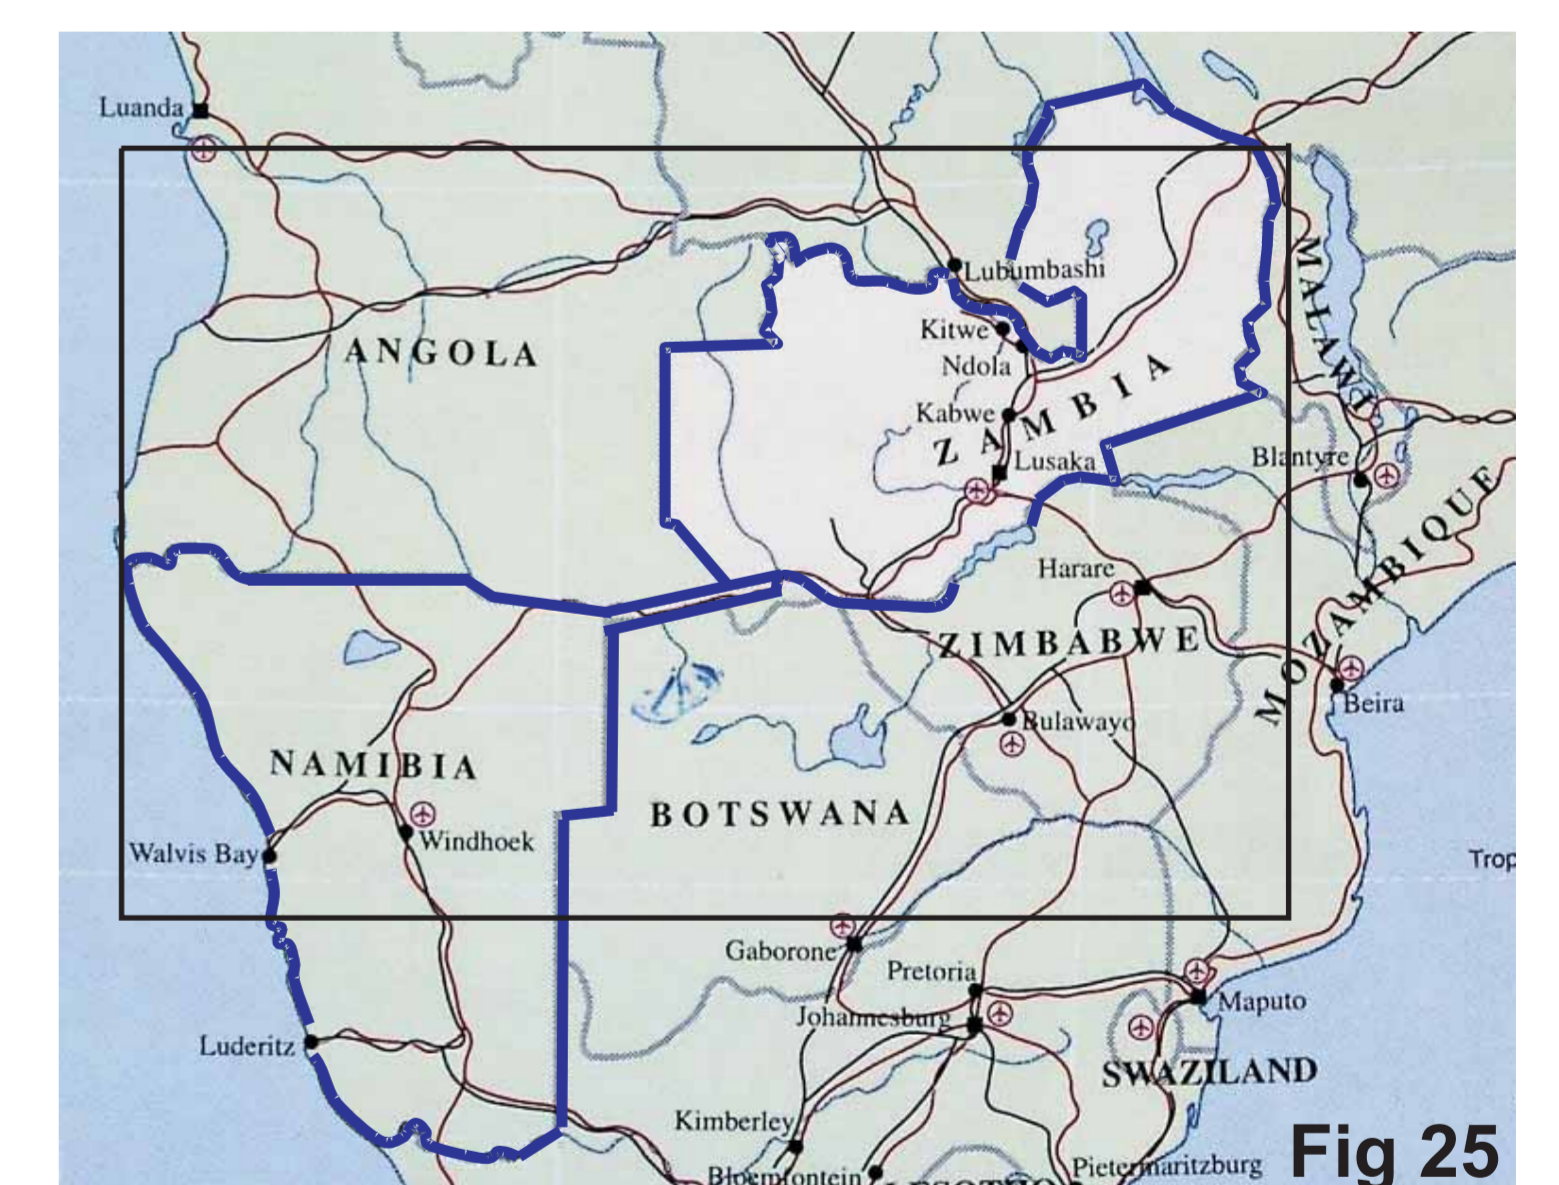 Luanda
Lubumbashi
MALAWI
Kitwe
ANGOLA
Ndola
ZAMBIA
Kabwe
Lusaka
Blantyre
MOZAMBIQUE
Harare
ZIMBABWE
Beira
Bulawayo
NAMIBIA
BOTSWANA
Windhoek
Walvis Bay
Trop
Gaborone
Pretoria
Maputo
Johannesburg
Luderitz
SWAZILAND
Kimberley
Fig 25
Pietermaritzburg
Bloemfontein
LESOTHO